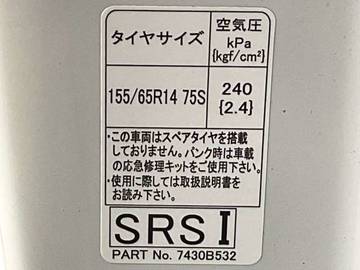 タイヤサイズ
空気圧
kPa
{kgf/cm²}
155/65R14 75S
240
{2.4}
・この車両はスペアタイヤを搭載
しておりません。パンク時は車載
の応急修理キットをご使用下さい。
・使用に際しては取扱説明書を
お読み下さい。
SRS I
PART No. 7430B532